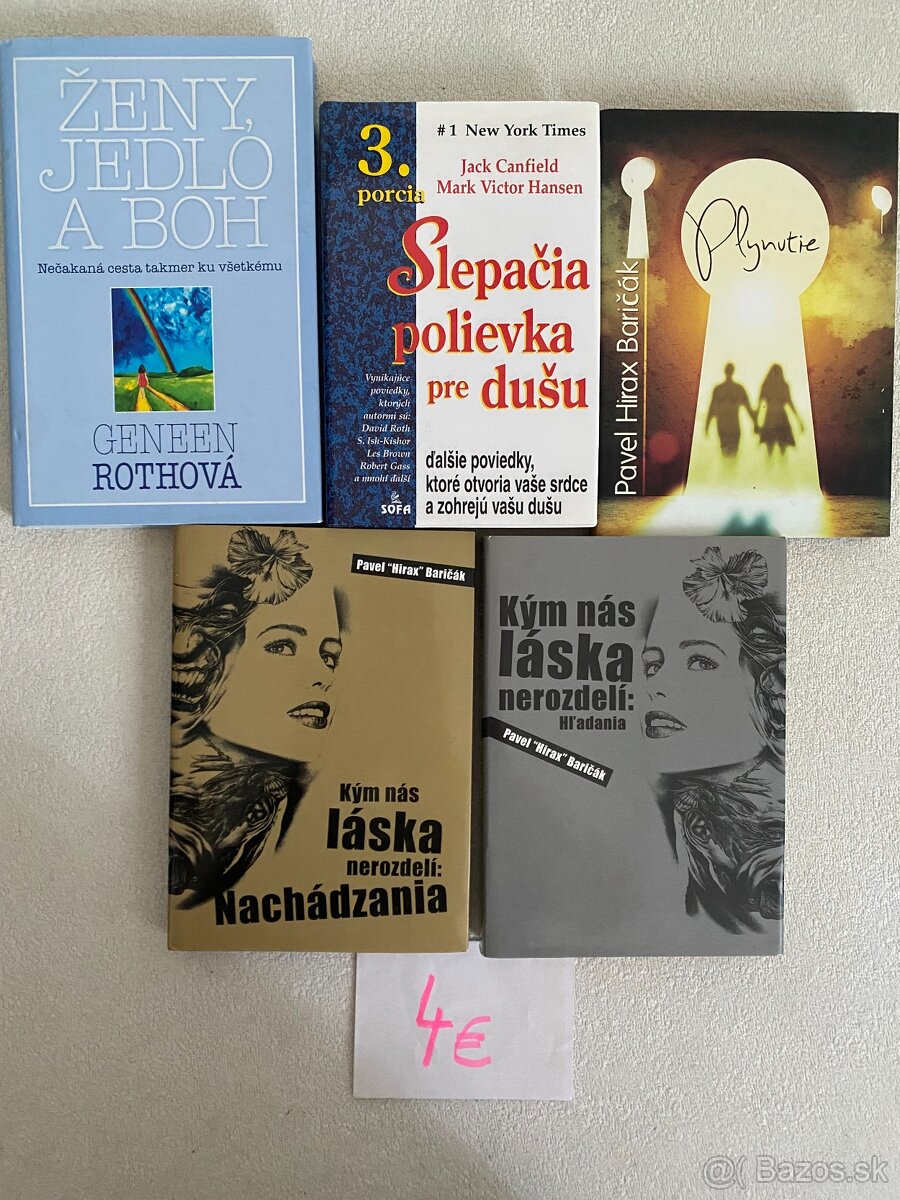 ŽENY,
JEDLO
A BOH
Nečakaná cesta takmer ku všetkému
GENEEN
ROTHOVÁ
3.
porcia
# 1 New York Times
Jack Canfield
Mark Victor Hansen
Slepačia
polievka
pre dušu
Vynikajúce
poviedky,
ktorých
autormi sú:
David Roth
S. Ish-Kishor
Les Brown
Robert Gass
a mnohí ďalší
SOFA
ďalšie poviedky,
ktoré otvoria vaše srdce
a zohrejú vašu dušu
Plynutie
Pavel Hirax Baričák
Pavel "Hirax" Baričák
Kým nás
láska
nerozdelí:
Nachádzania
Kým nás
láska
nerozdelí:
Hľadania
Pavel "Hirax" Baričák
4€
@( Bazos.sk